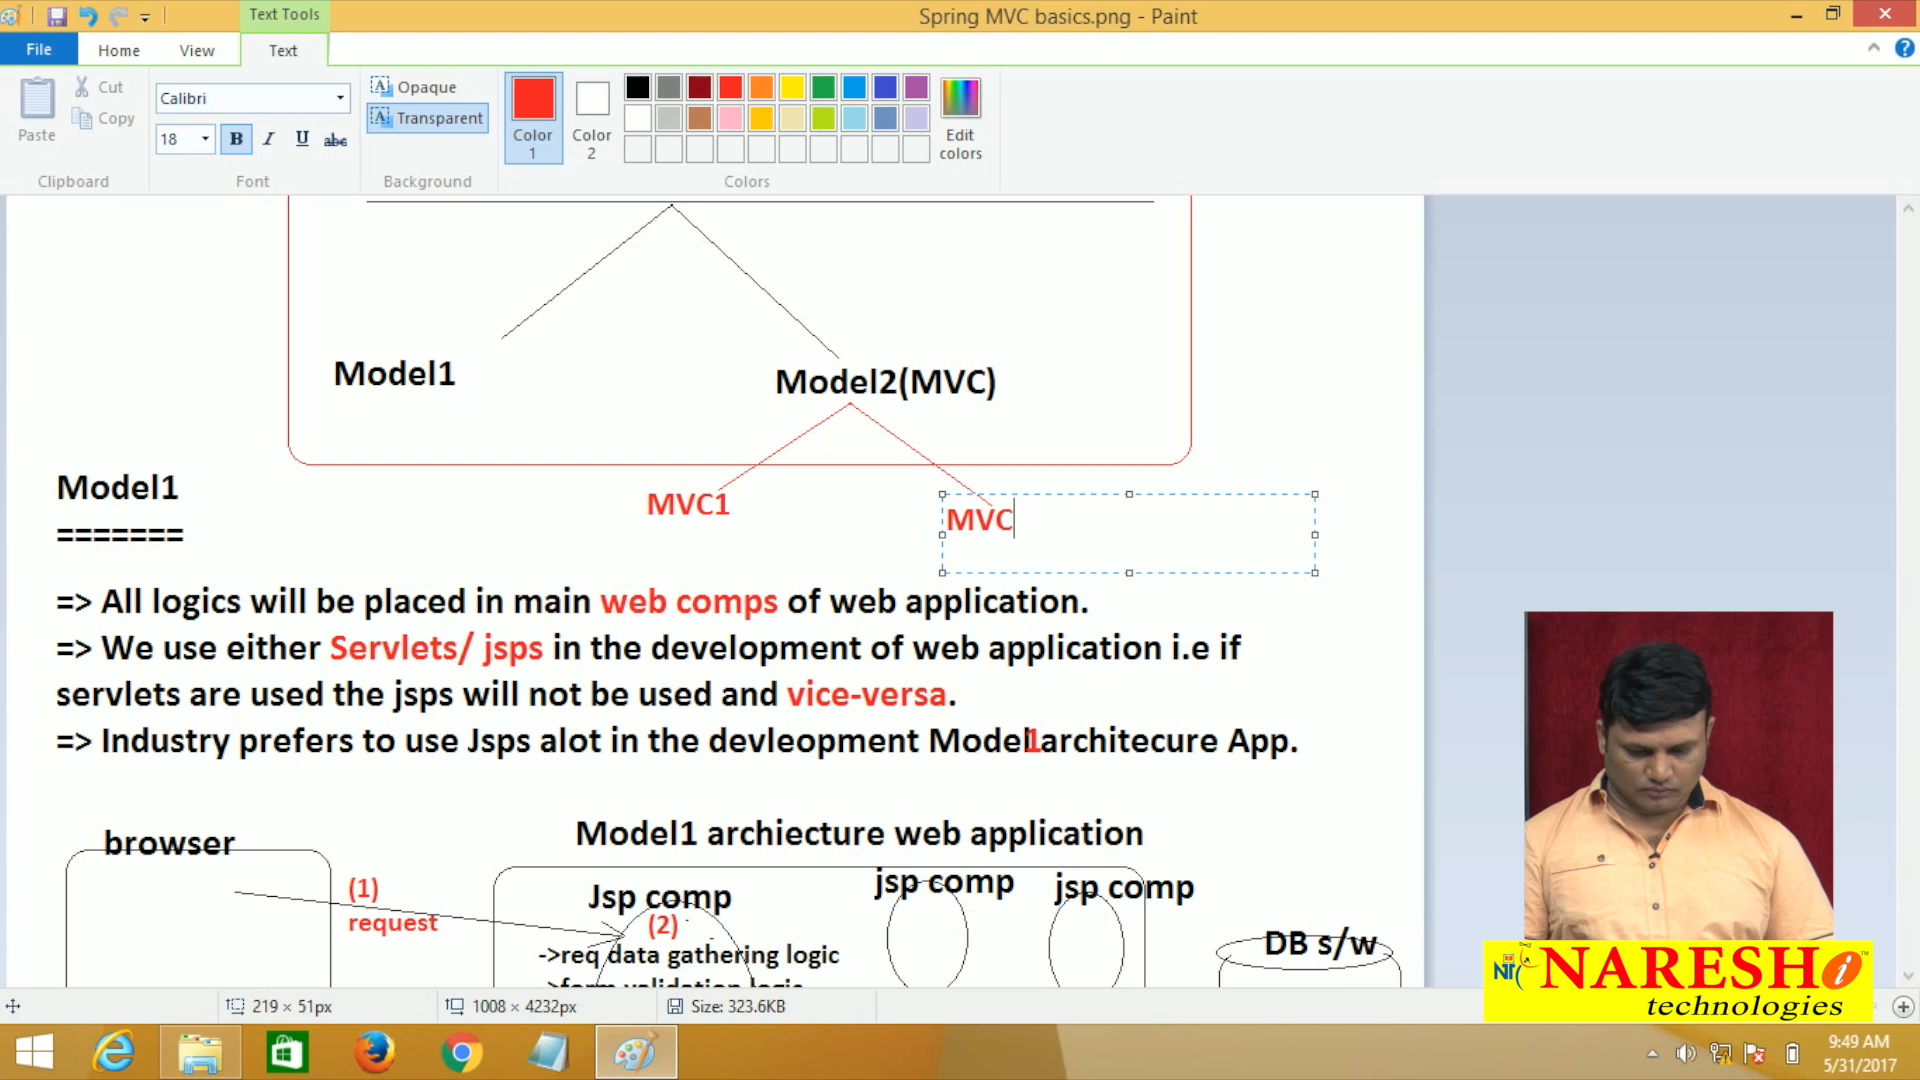 Text Tools
Spring MVC basics.png - Paint
File
Home
View
Text
Paste
Cut
Copy
Clipboard
Calibri
18
B
I
U
abc
Font
Opaque
Transparent
Background
Color
1
Color
2
Edit
colors
Colors
Model1
Model2(MVC)
MVC1
MVC
Model1
=======
=> All logics will be placed in main web comps of web application.
=> We use either Servlets/ jsps in the development of web application i.e if
servlets are used the jsps will not be used and vice-versa.
=> Industry prefers to use Jsps alot in the devleopment Model1architecure App.
browser
Model1 archiecture web application
(1)
request
Jsp comp
(2)
jsp comp
jsp comp
->req data gathering logic
->form validation logic
DB s/w
219 × 51px
1008 × 4232px
Size: 323.6KB
NARESH i
technologies
9:49 AM
5/31/2017